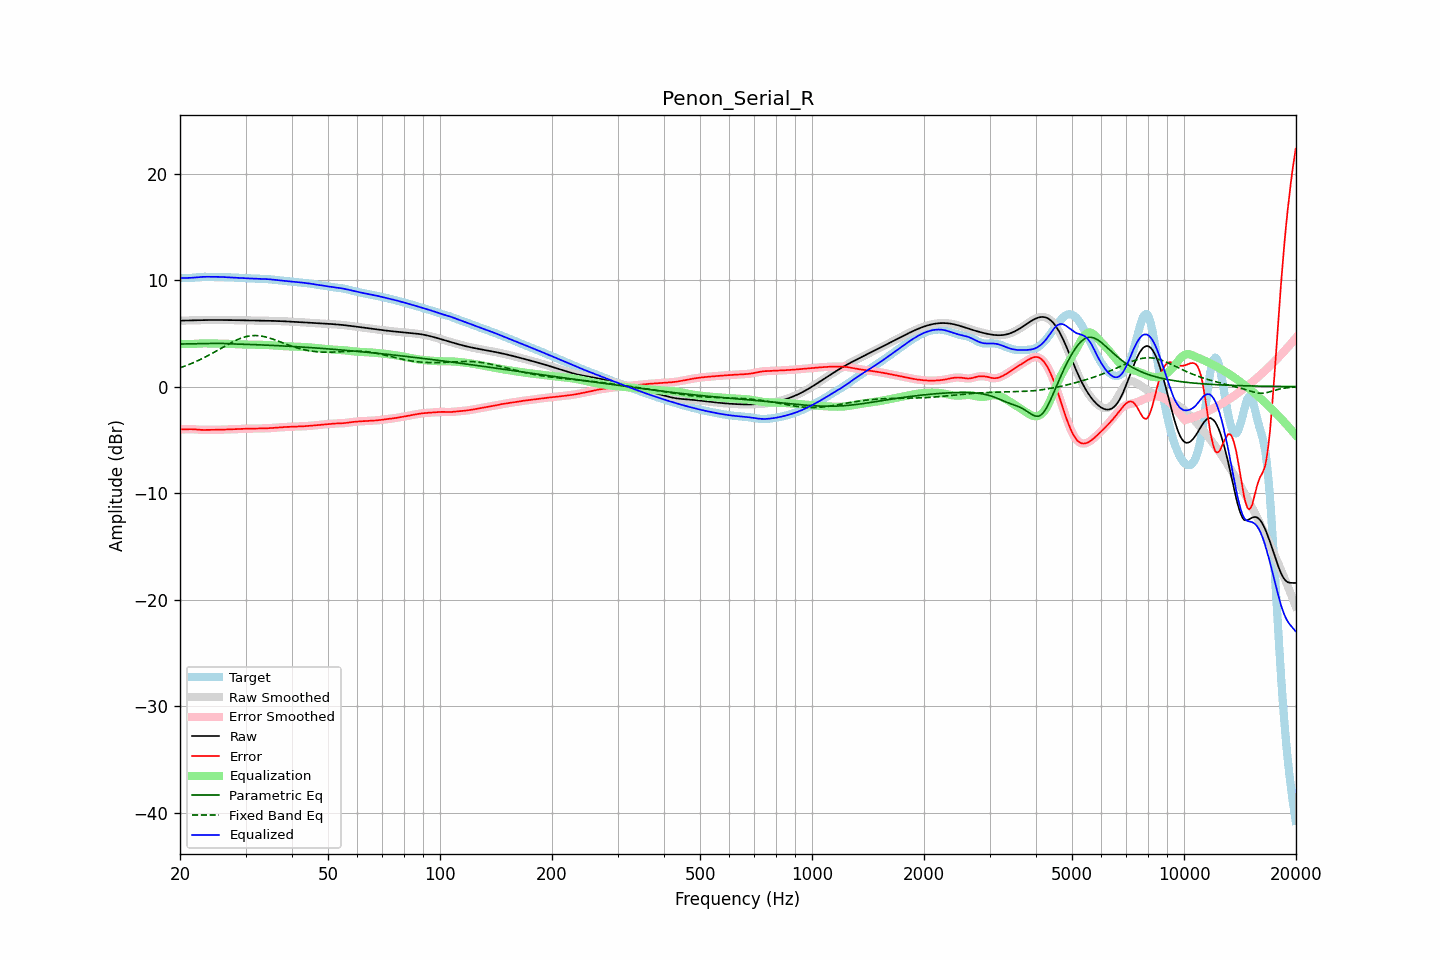 Penon_Serial_R
20
10
0
−10
−20
−30
−40
Amplitude (dBr)
Target
Raw Smoothed
Error Smoothed
Raw
Error
Equalization
Parametric Eq
Fixed Band Eq
Equalized
20 50 100 200 500 1000 2000 5000 10000 20000
Frequency (Hz)